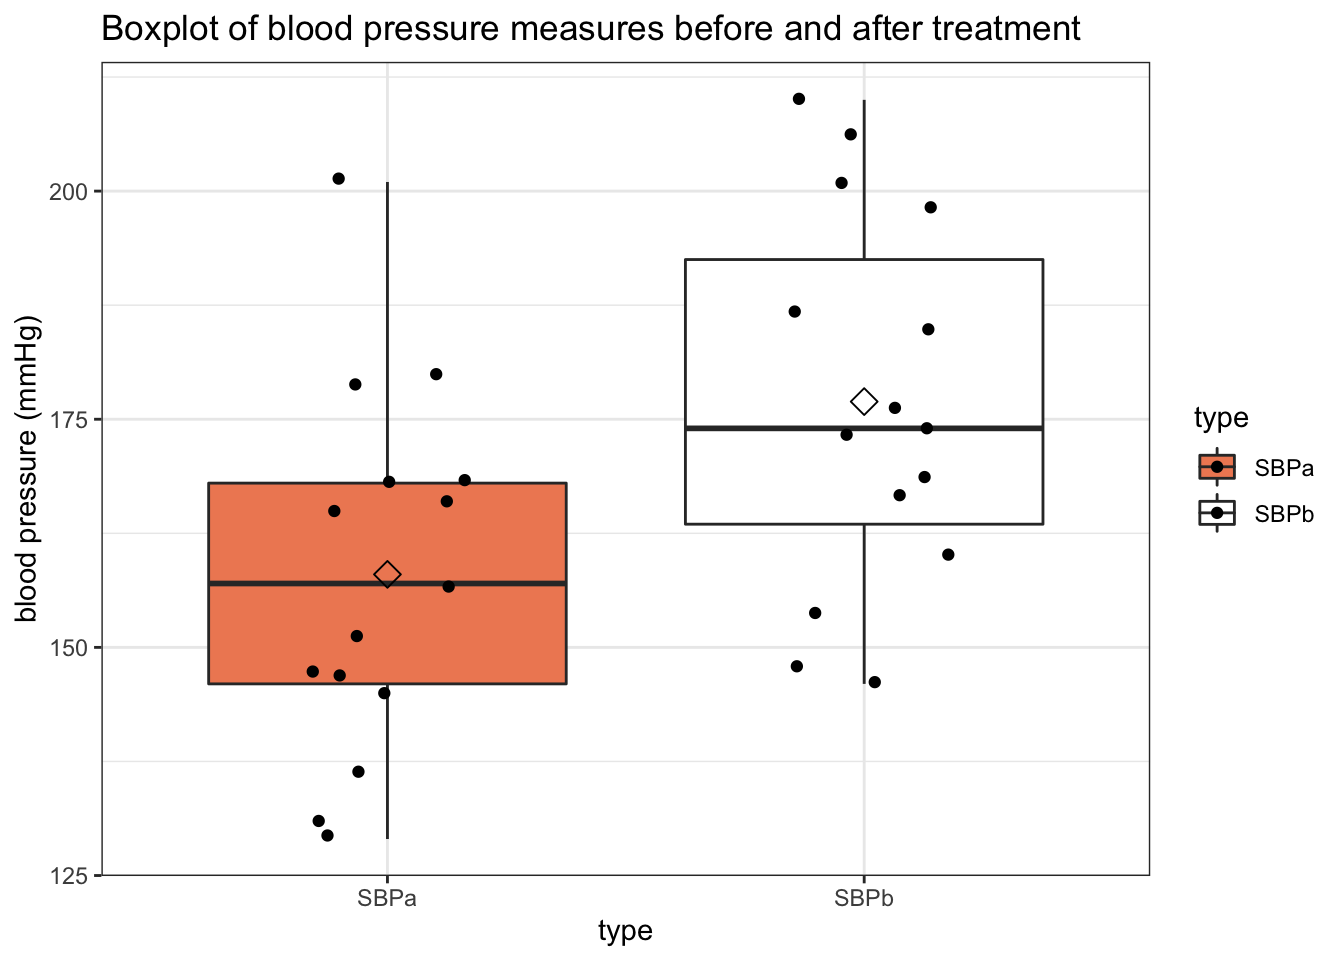 Boxplot of blood pressure measures before and after treatment
blood pressure (mmHg)
200
175
150
125
SBPa
SBPb
type
type
SBPa
SBPb